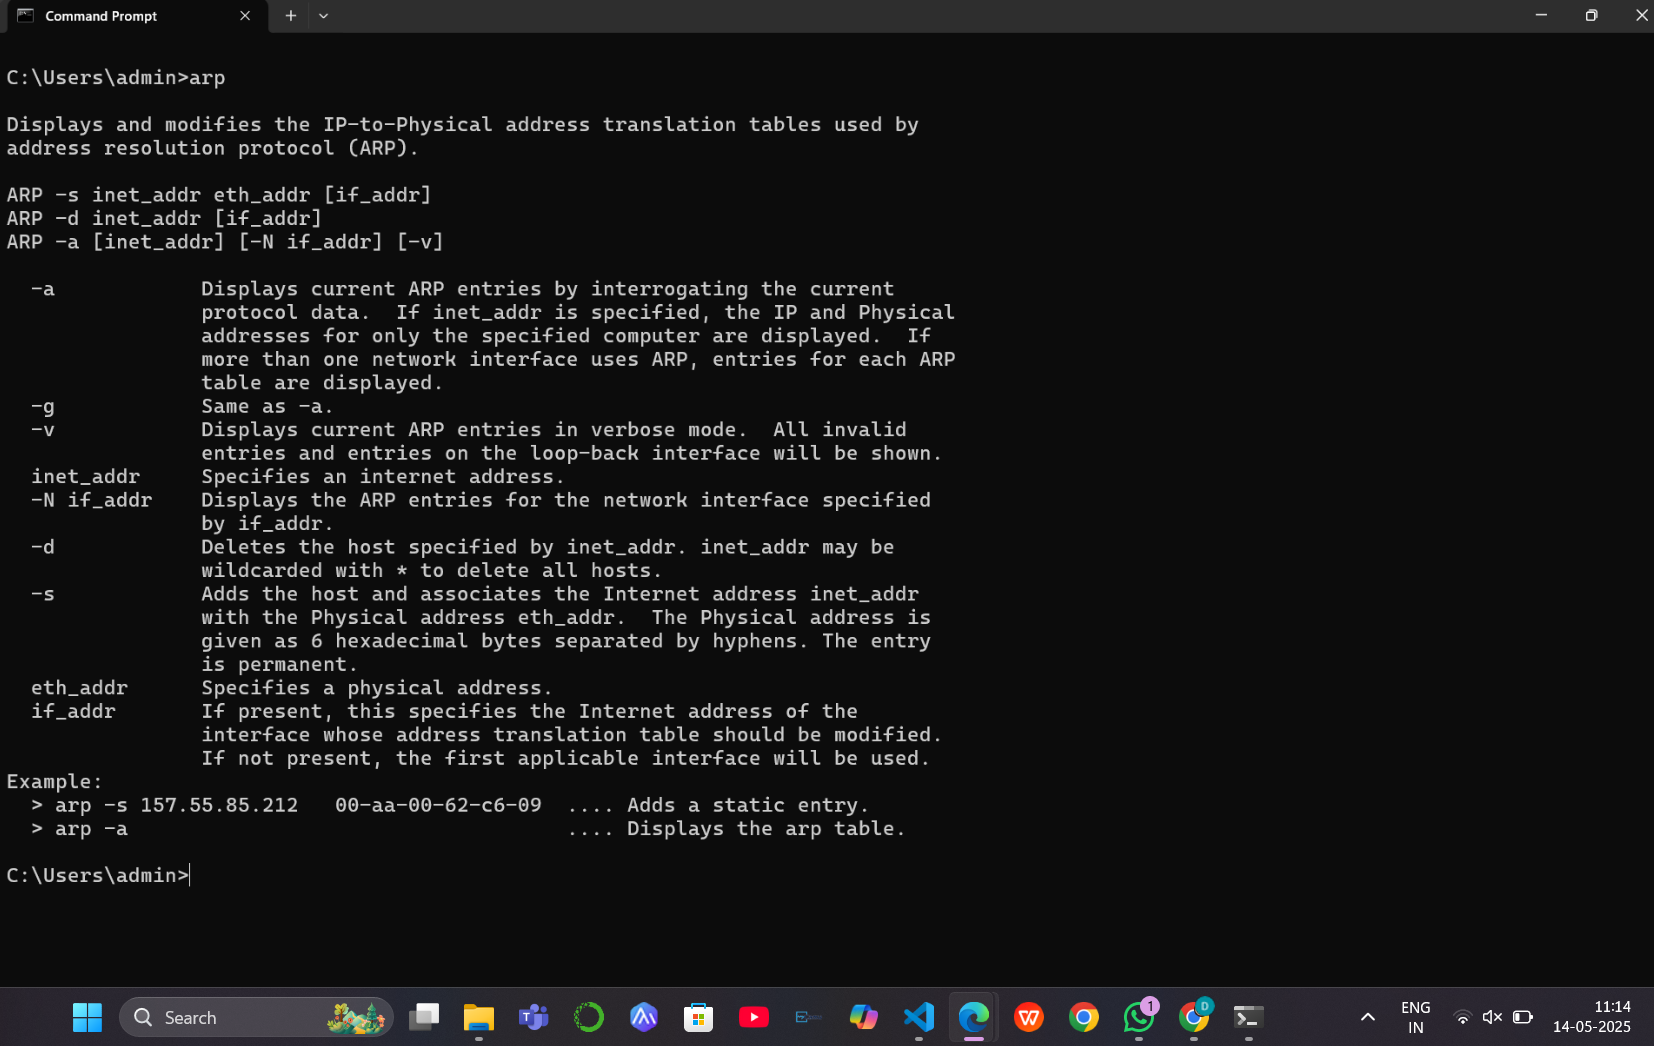 Command Prompt
C:\Users\admin>arp
Displays and modifies the IP-to-Physical address translation tables used by
address resolution protocol (ARP).
ARP -s inet_addr eth_addr [if_addr]
ARP -d inet_addr [if_addr]
ARP -a [inet_addr] [-N if_addr] [-v]
-a Displays current ARP entries by interrogating the current
protocol data.  If inet_addr is specified, the IP and Physical
addresses for only the specified computer are displayed.  If
more than one network interface uses ARP, entries for each ARP
table are displayed.
-g Same as -a.
-v Displays current ARP entries in verbose mode.  All invalid
entries and entries on the loop-back interface will be shown.
inet_addr Specifies an internet address.
-N if_addr Displays the ARP entries for the network interface specified
by if_addr.
-d Deletes the host specified by inet_addr. inet_addr may be
wildcarded with * to delete all hosts.
-s Adds the host and associates the Internet address inet_addr
with the Physical address eth_addr.  The Physical address is
given as 6 hexadecimal bytes separated by hyphens. The entry
is permanent.
eth_addr Specifies a physical address.
if_addr If present, this specifies the Internet address of the
interface whose address translation table should be modified.
If not present, the first applicable interface will be used.
Example:
> arp -s 157.55.85.212   00-aa-00-62-c6-09  .... Adds a static entry.
> arp -a .... Displays the arp table.
C:\Users\admin>
Search
1
D
ENG
IN
11:14
14-05-2025